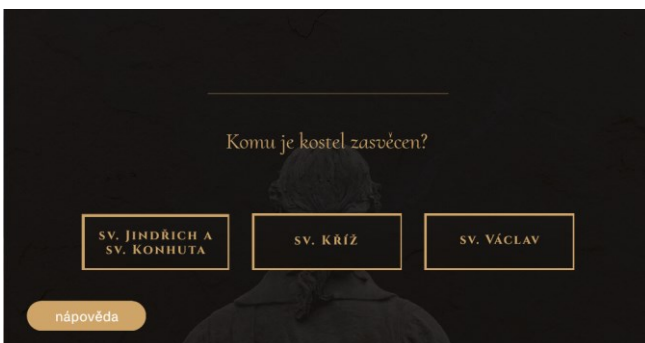 Komu je kostel zasvěcen?
sv. Jindřich a
sv. Konhuta
sv. Kříž
sv. Václav
nápověda